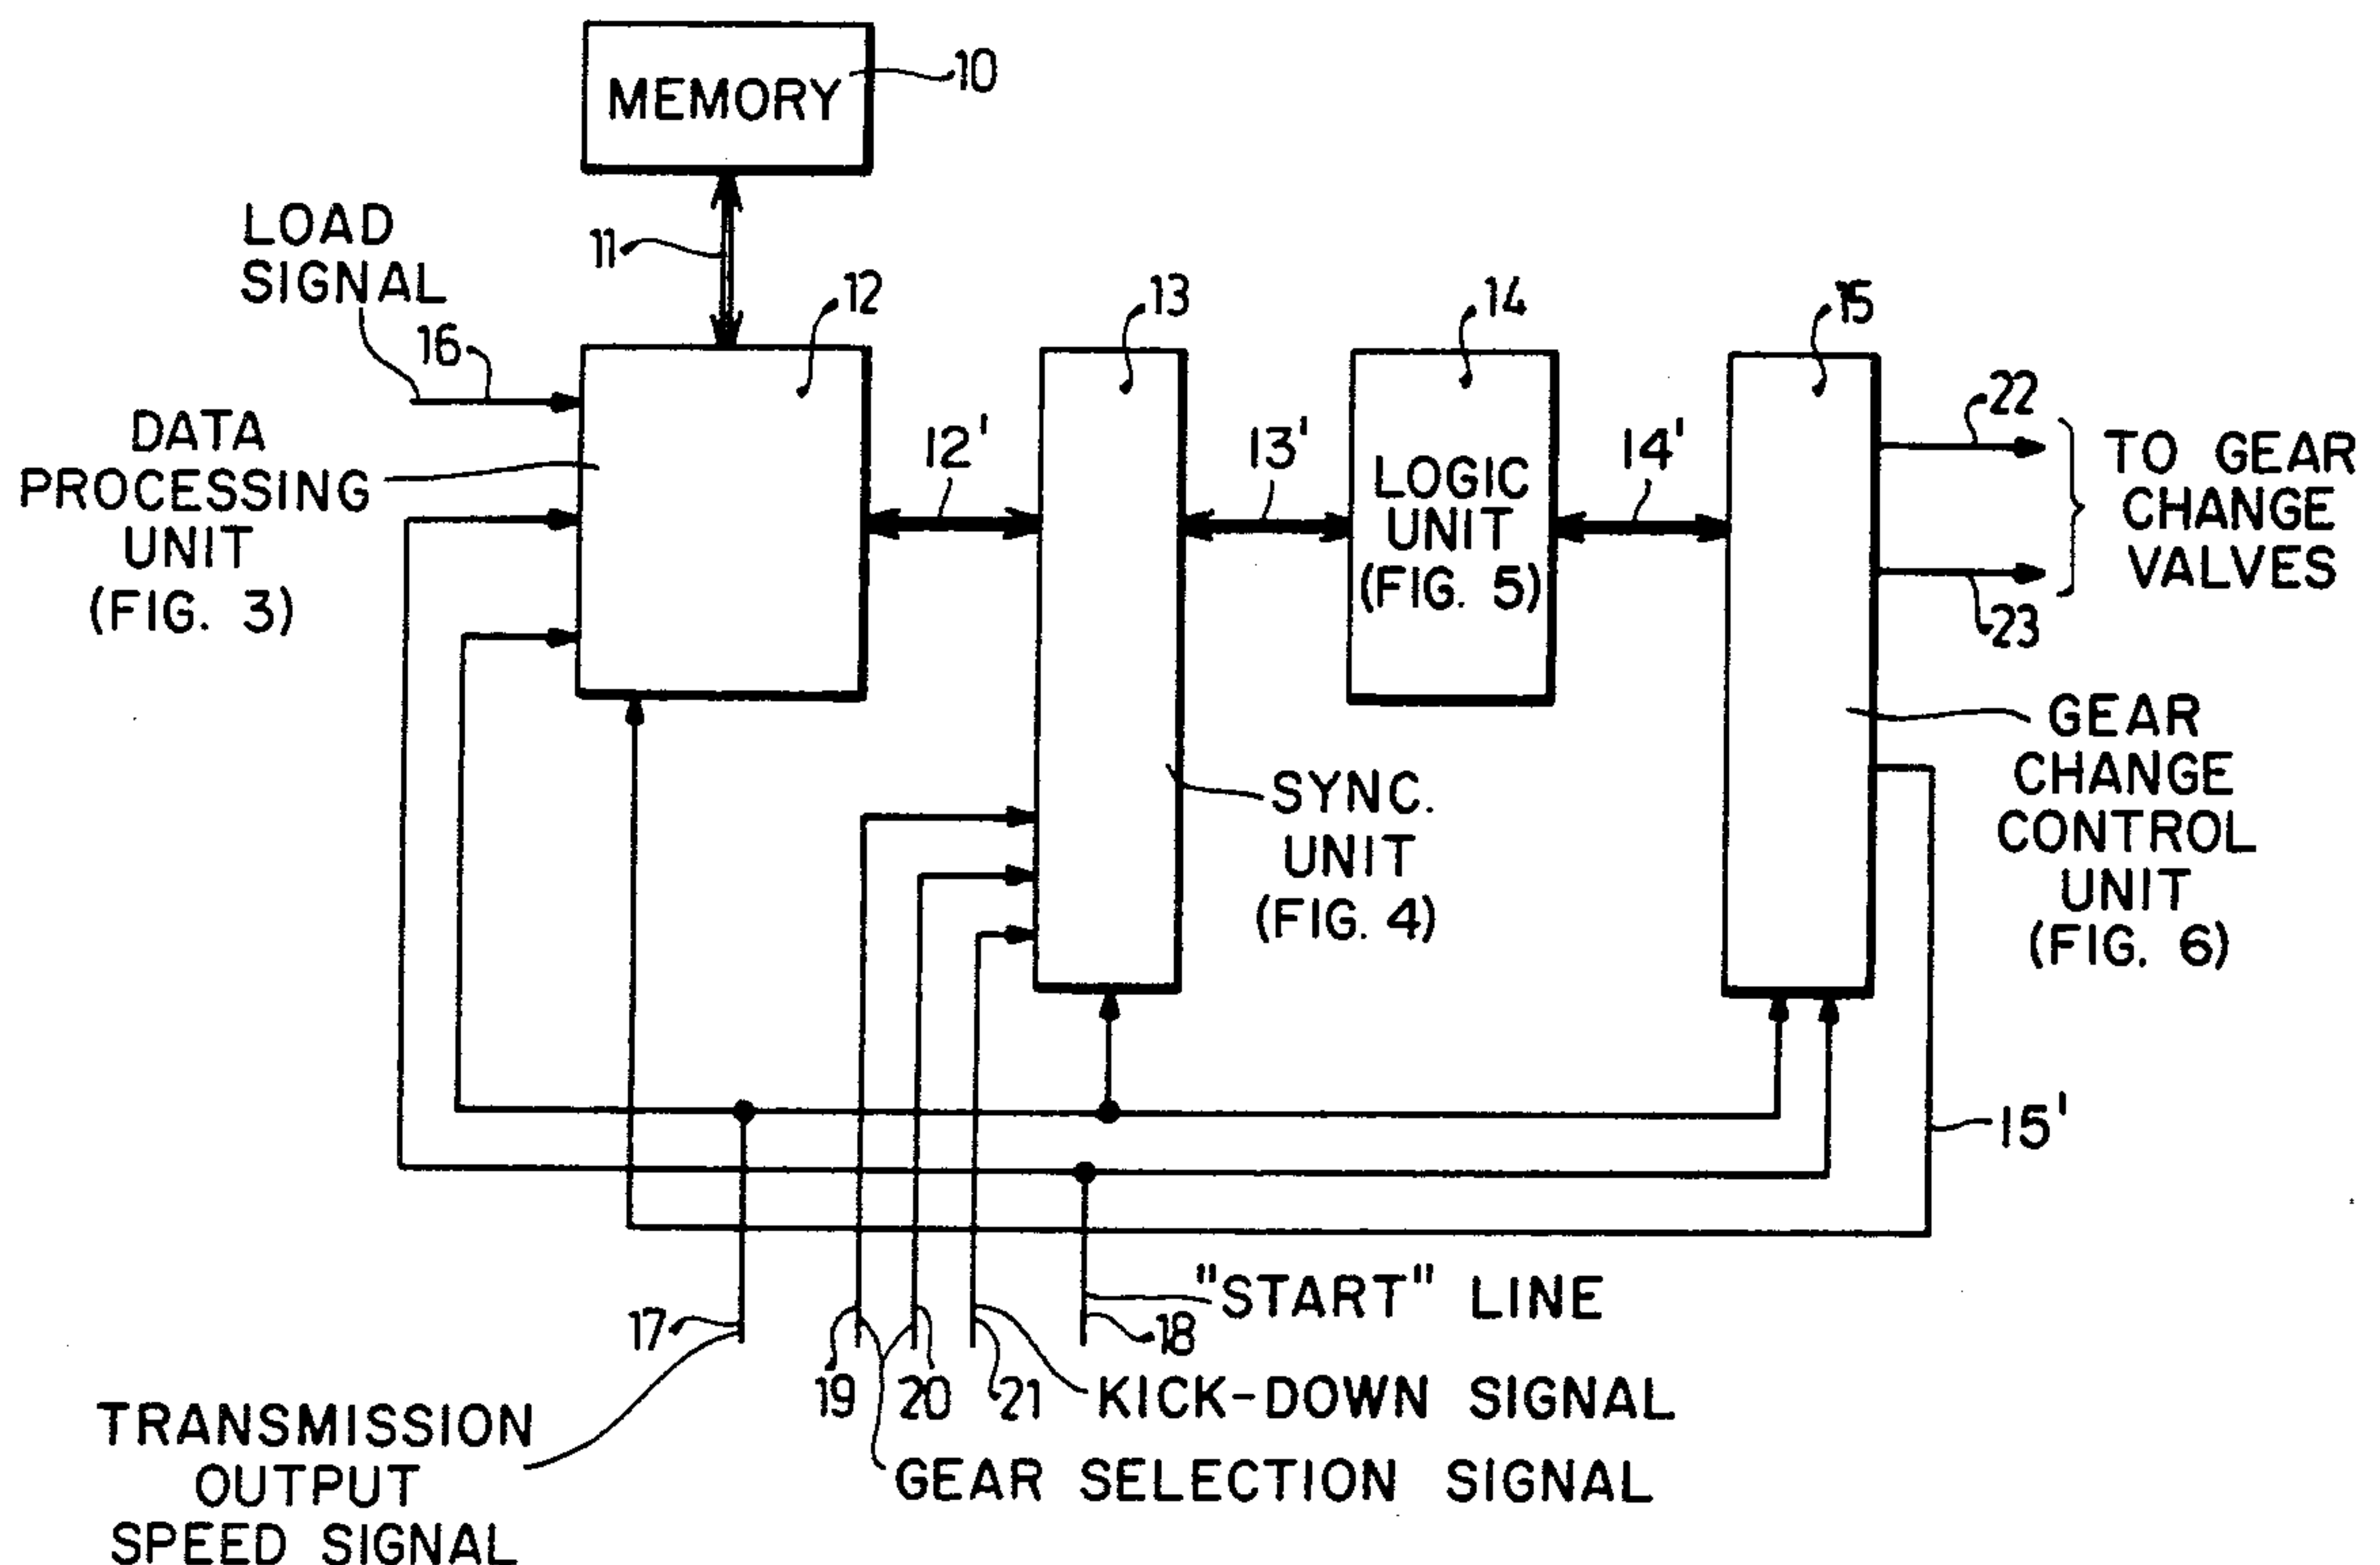 MEMORY
10
LOAD
SIGNAL
11
16
12
13
14
15
DATA
PROCESSING
UNIT
(FIG. 3)
12'
13'
LOGIC
UNIT
(FIG. 5)
14'
22
TO GEAR
CHANGE
VALVES
23
SYNC.
UNIT
(FIG. 4)
GEAR
CHANGE
CONTROL
UNIT
(FIG. 6)
15'
17
"START" LINE
18
19
20
21
KICK-DOWN SIGNAL
GEAR SELECTION SIGNAL
TRANSMISSION
OUTPUT
SPEED SIGNAL